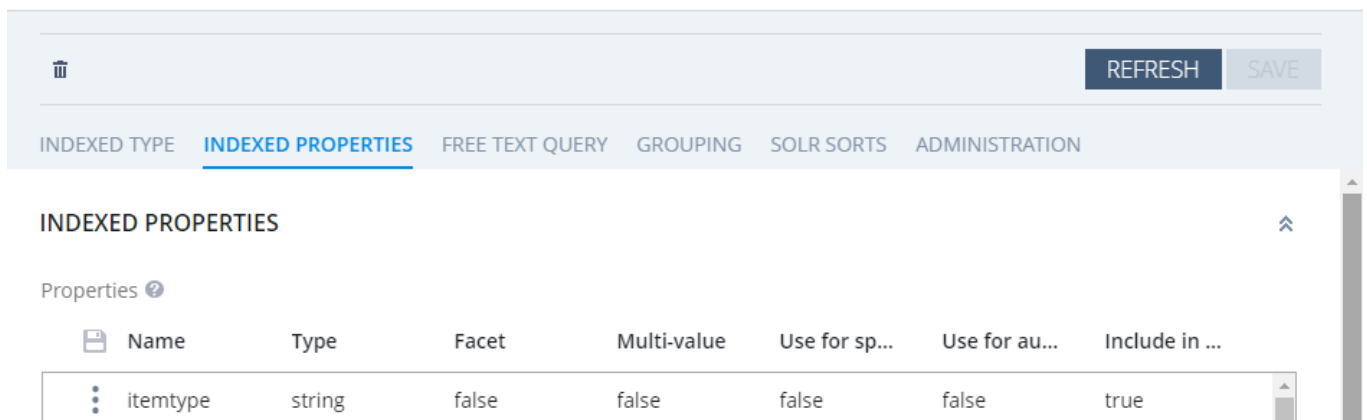 REFRESH SAVE
INDEXED TYPE INDEXED PROPERTIES FREE TEXT QUERY GROUPING SOLR SORTS ADMINISTRATION
INDEXED PROPERTIES
Properties ?
Name Type Facet Multi-value Use for sp... Use for au... Include in ...
itemtype string false false false false true